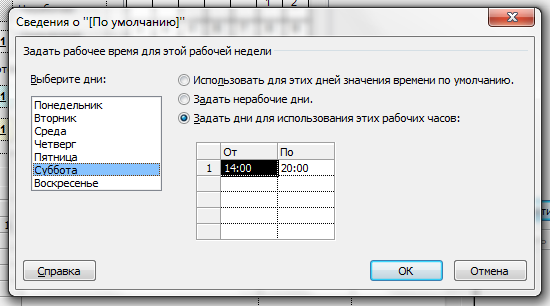 Сведения о "[По умолчанию]"
Задать рабочее время для этой рабочей недели
Выберите дни:
Понедельник
Вторник
Среда
Четверг
Пятница
Суббота
Воскресенье
Использовать для этих дней значения времени по умолчанию.
Задать нерабочие дни.
Задать дни для использования этих рабочих часов:
От По
1 14:00 20:00
Справка
ОК
Отмена